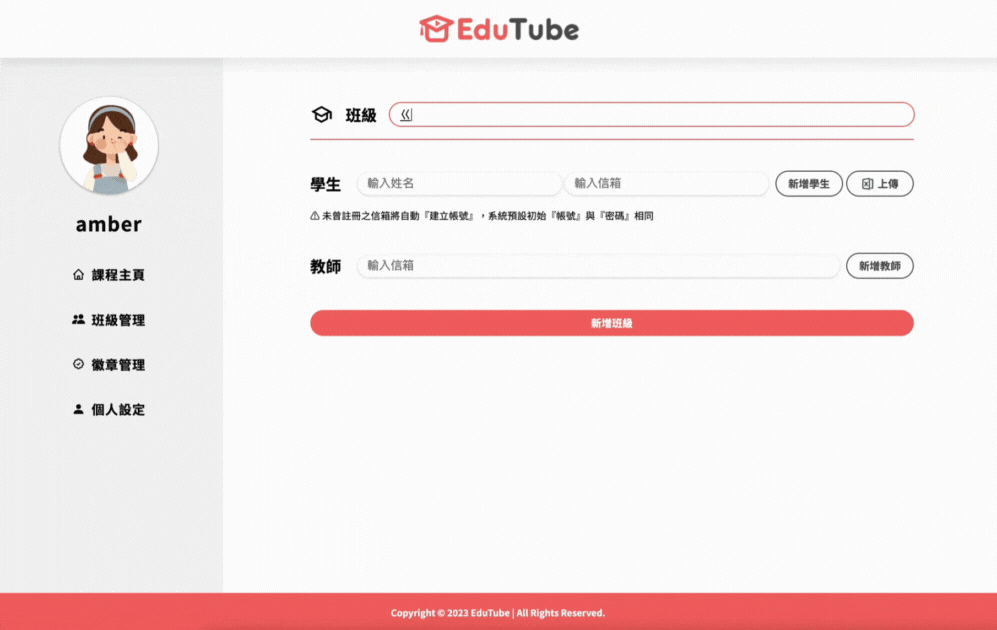 EduTube
班級 ㄍ
學生 輸入姓名 輸入信箱 新增學生 上傳
未曾註冊之信箱將自動『建立帳號』，系統預設初始『帳號』與『密碼』相同
amber
教師 輸入信箱 新增教師
課程主頁
班級管理
新增班級
徽章管理
個人設定
Copyright © 2023 EduTube | All Rights Reserved.